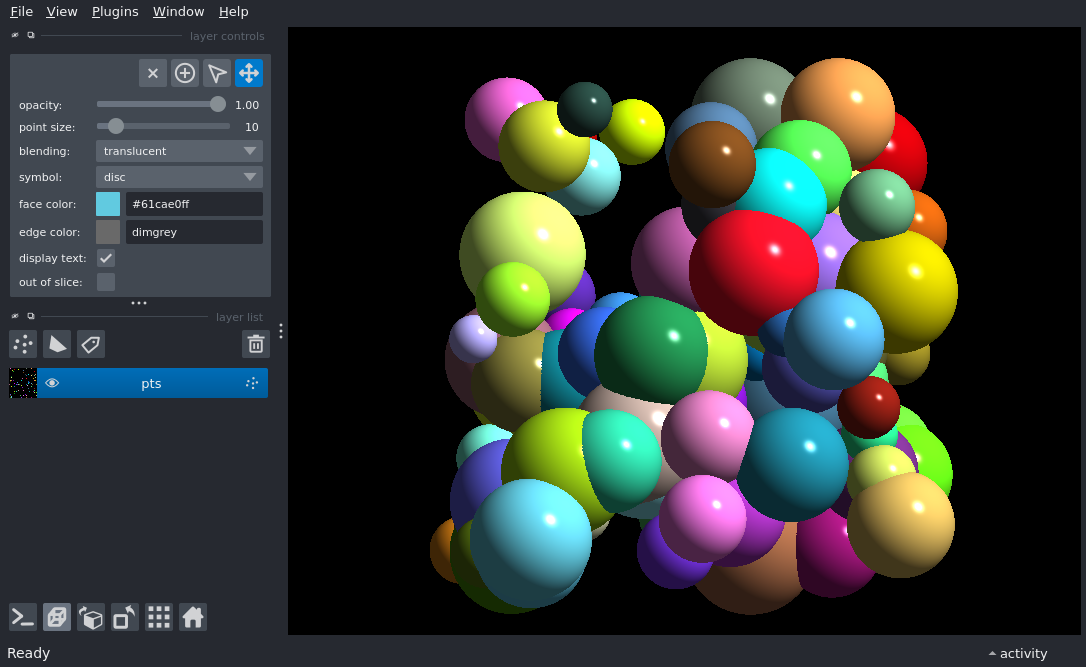 File View Plugins Window Help
layer controls
opacity: 1.00
point size: 10
blending: translucent
symbol: disc
face color: #61cae0ff
edge color: dimgrey
display text:
out of slice:
layer list
pts
Ready
activity